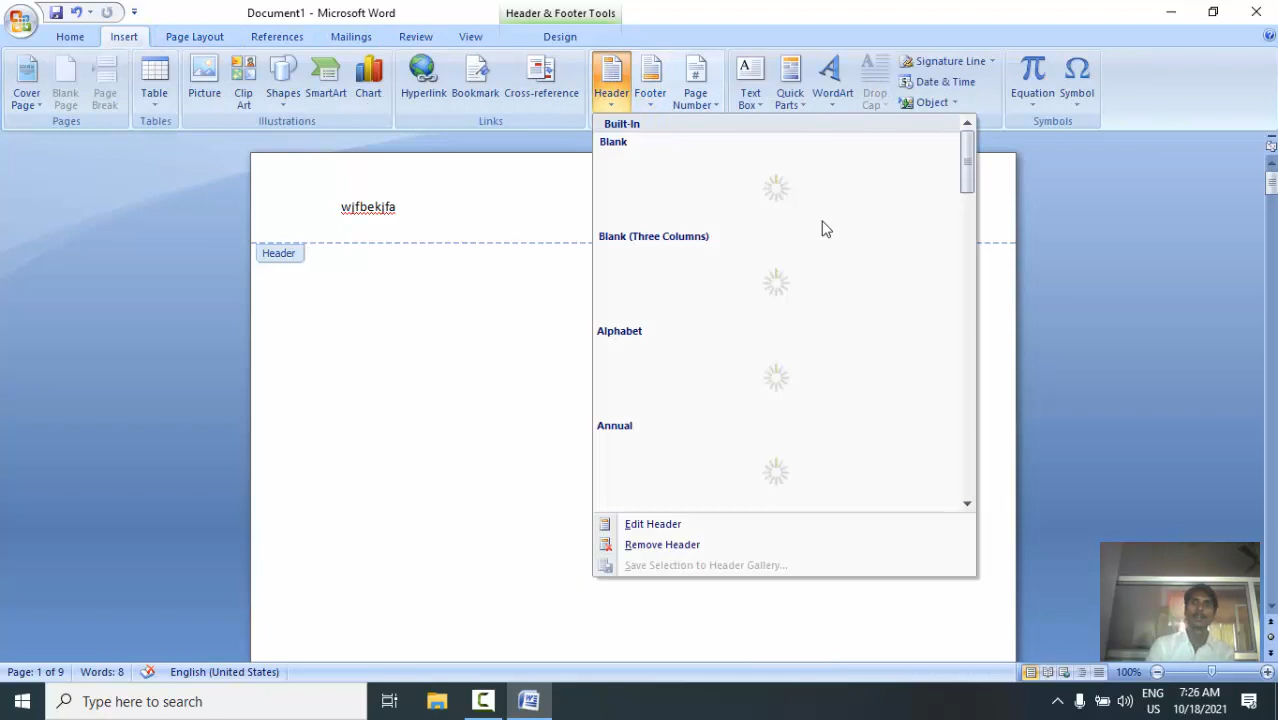 Document1 - Microsoft Word
Header & Footer Tools
Home Insert Page Layout References Mailings Review View Design
Cover Page Blank Page Page Break Table Picture Clip Art Shapes SmartArt Chart Hyperlink Bookmark Cross-reference Header Footer Page Number Text Box Quick Parts WordArt Drop Cap Signature Line Date & Time Object Equation Symbol
Pages Tables Illustrations Links Symbols
Built-In
Blank
wjfbekjfa
Blank (Three Columns)
Header
Alphabet
Annual
Edit Header
Remove Header
Save Selection to Header Gallery...
Page: 1 of 9 Words: 8 English (United States) 100%
Type here to search
ENG 7:26 AM
US 10/18/2021